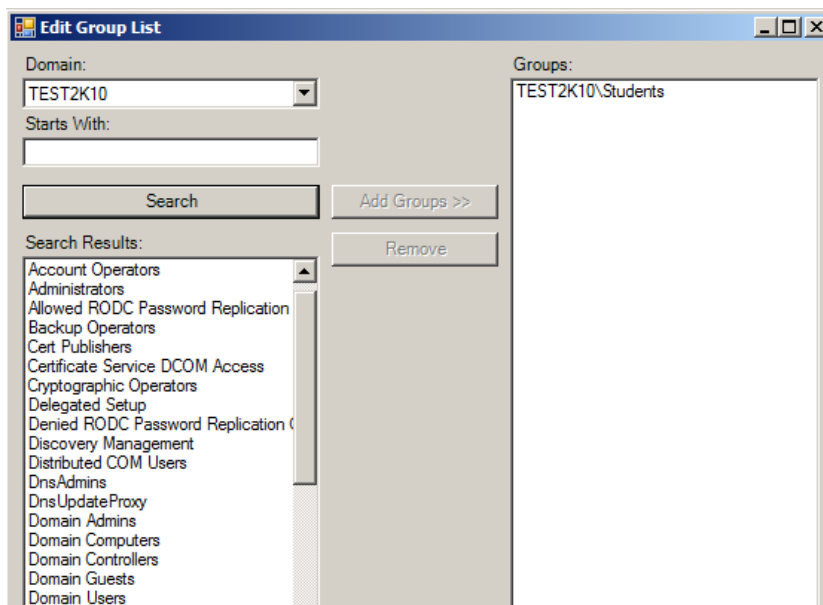 Edit Group List
Domain:
TEST2K10
Starts With:
Search
Search Results:
Account Operators
Administrators
Allowed RODC Password Replication
Backup Operators
Cert Publishers
Certificate Service DCOM Access
Cryptographic Operators
Delegated Setup
Denied RODC Password Replication
Discovery Management
Distributed COM Users
DnsAdmins
DnsUpdateProxy
Domain Admins
Domain Computers
Domain Controllers
Domain Guests
Domain Users
Add Groups >>
Remove
Groups:
TEST2K10\Students